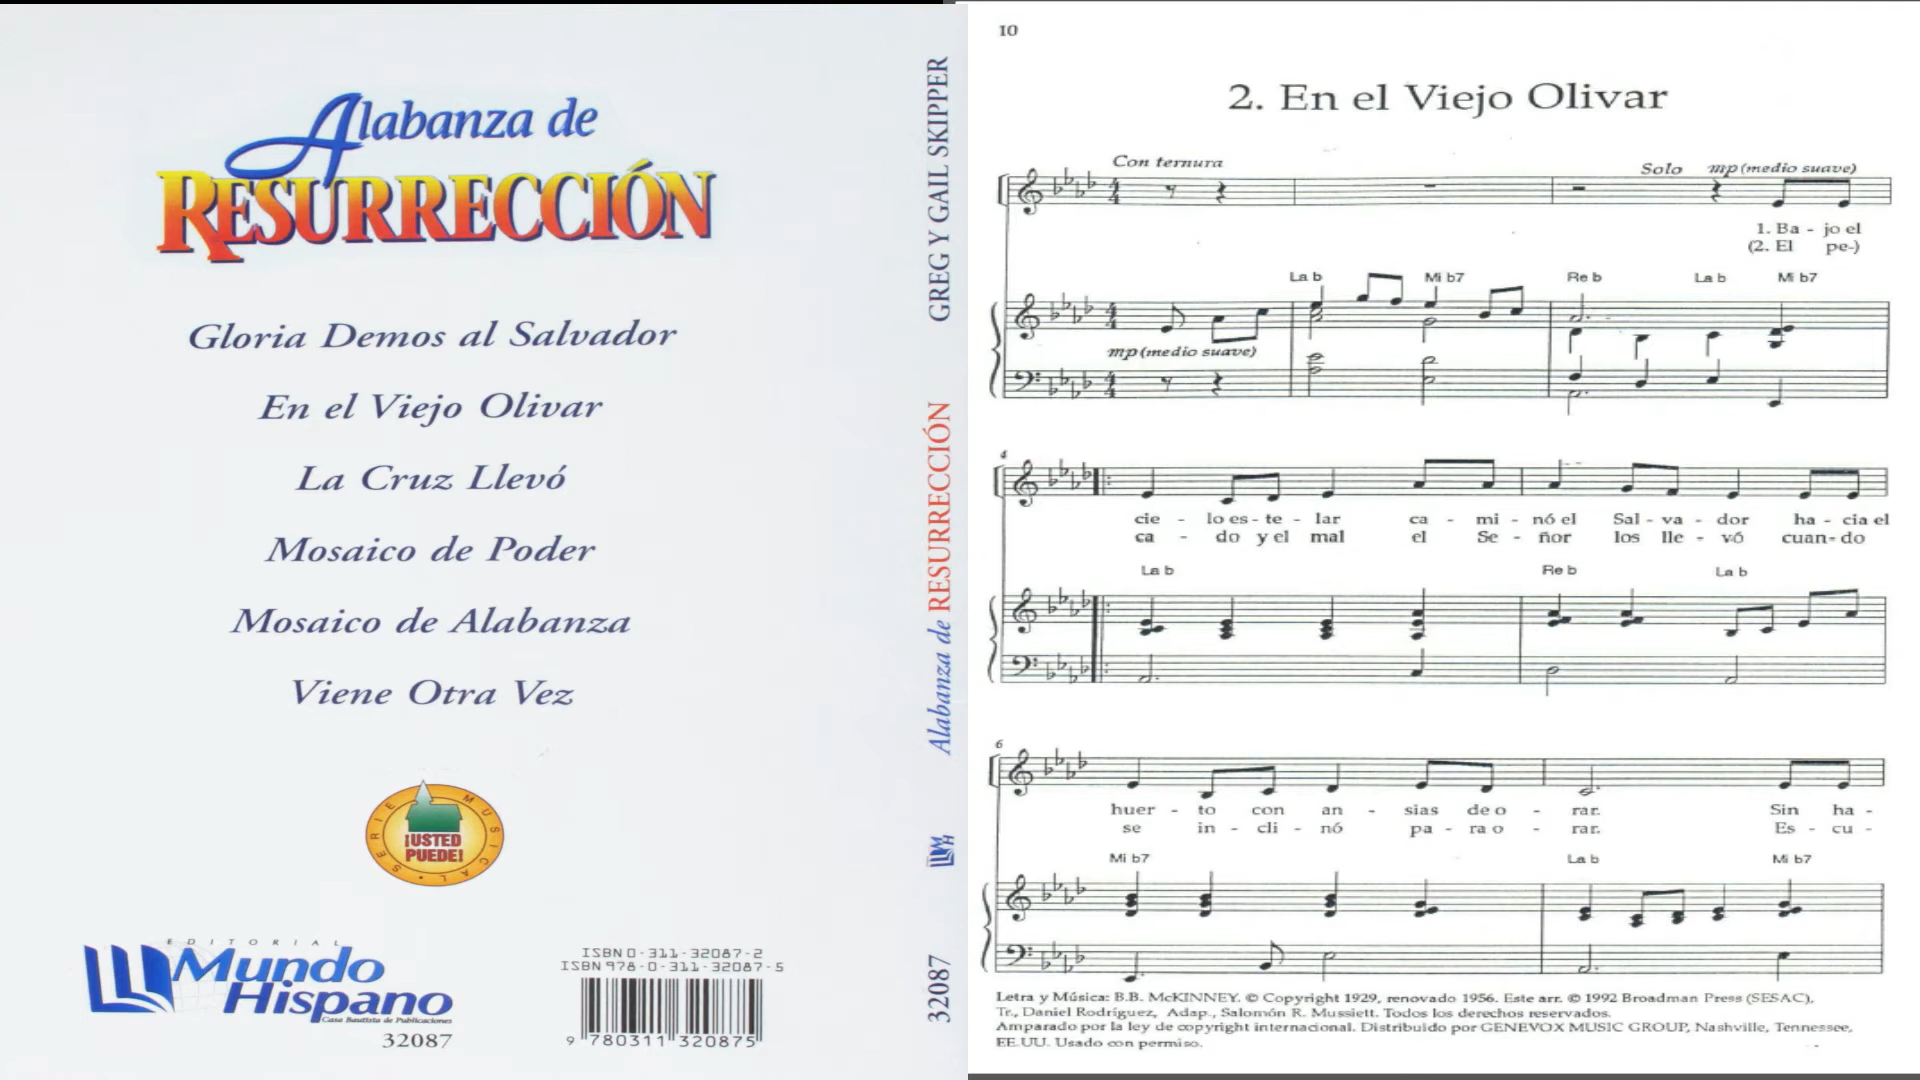 Alabanza de
RESURRECCIÓN
Gloria Demos al Salvador
En el Viejo Olivar
La Cruz Llevó
Mosaico de Poder
Mosaico de Alabanza
Viene Otra Vez
SERIE MUSICAL
¡USTED
PUEDE!
EDITORIAL
Mundo
Hispano
Casa Bautista de Publicaciones
32087
ISBN 0-311-32087-2
ISBN 978-0-311-32087-5
9 780311 320875
GREG Y GAIL SKIPPER
Alabanza de RESURRECCIÓN
MH
32087
10
2. En el Viejo Olivar
Con ternura
Solo mp (medio suave)
1. Ba - jo el
(2. El pe-)
La b Mi b7 Re b La b Mi b7
mp (medio suave)
4
cie - lo es - te - lar ca - mi - nó el Sal - va - dor ha - cia el
ca - do y el mal el Se - ñor los lle - vó cuan - do
La b Re b La b
6
huer - to con an - sias de o - rar. Sin ha -
se in - cli - nó pa - ra o - rar. Es - cu -
Mi b7 La b Mi b7
Letra y Música: B.B. McKINNEY. © Copyright 1929, renovado 1956. Este arr. © 1992 Broadman Press (SESAC),
Tr., Daniel Rodríguez, Adap., Salomón R. Mussiett. Todos los derechos reservados.
Amparado por la ley de copyright internacional. Distribuido por GENEVOX MUSIC GROUP, Nashville, Tennessee,
EE.UU. Usado con permiso.